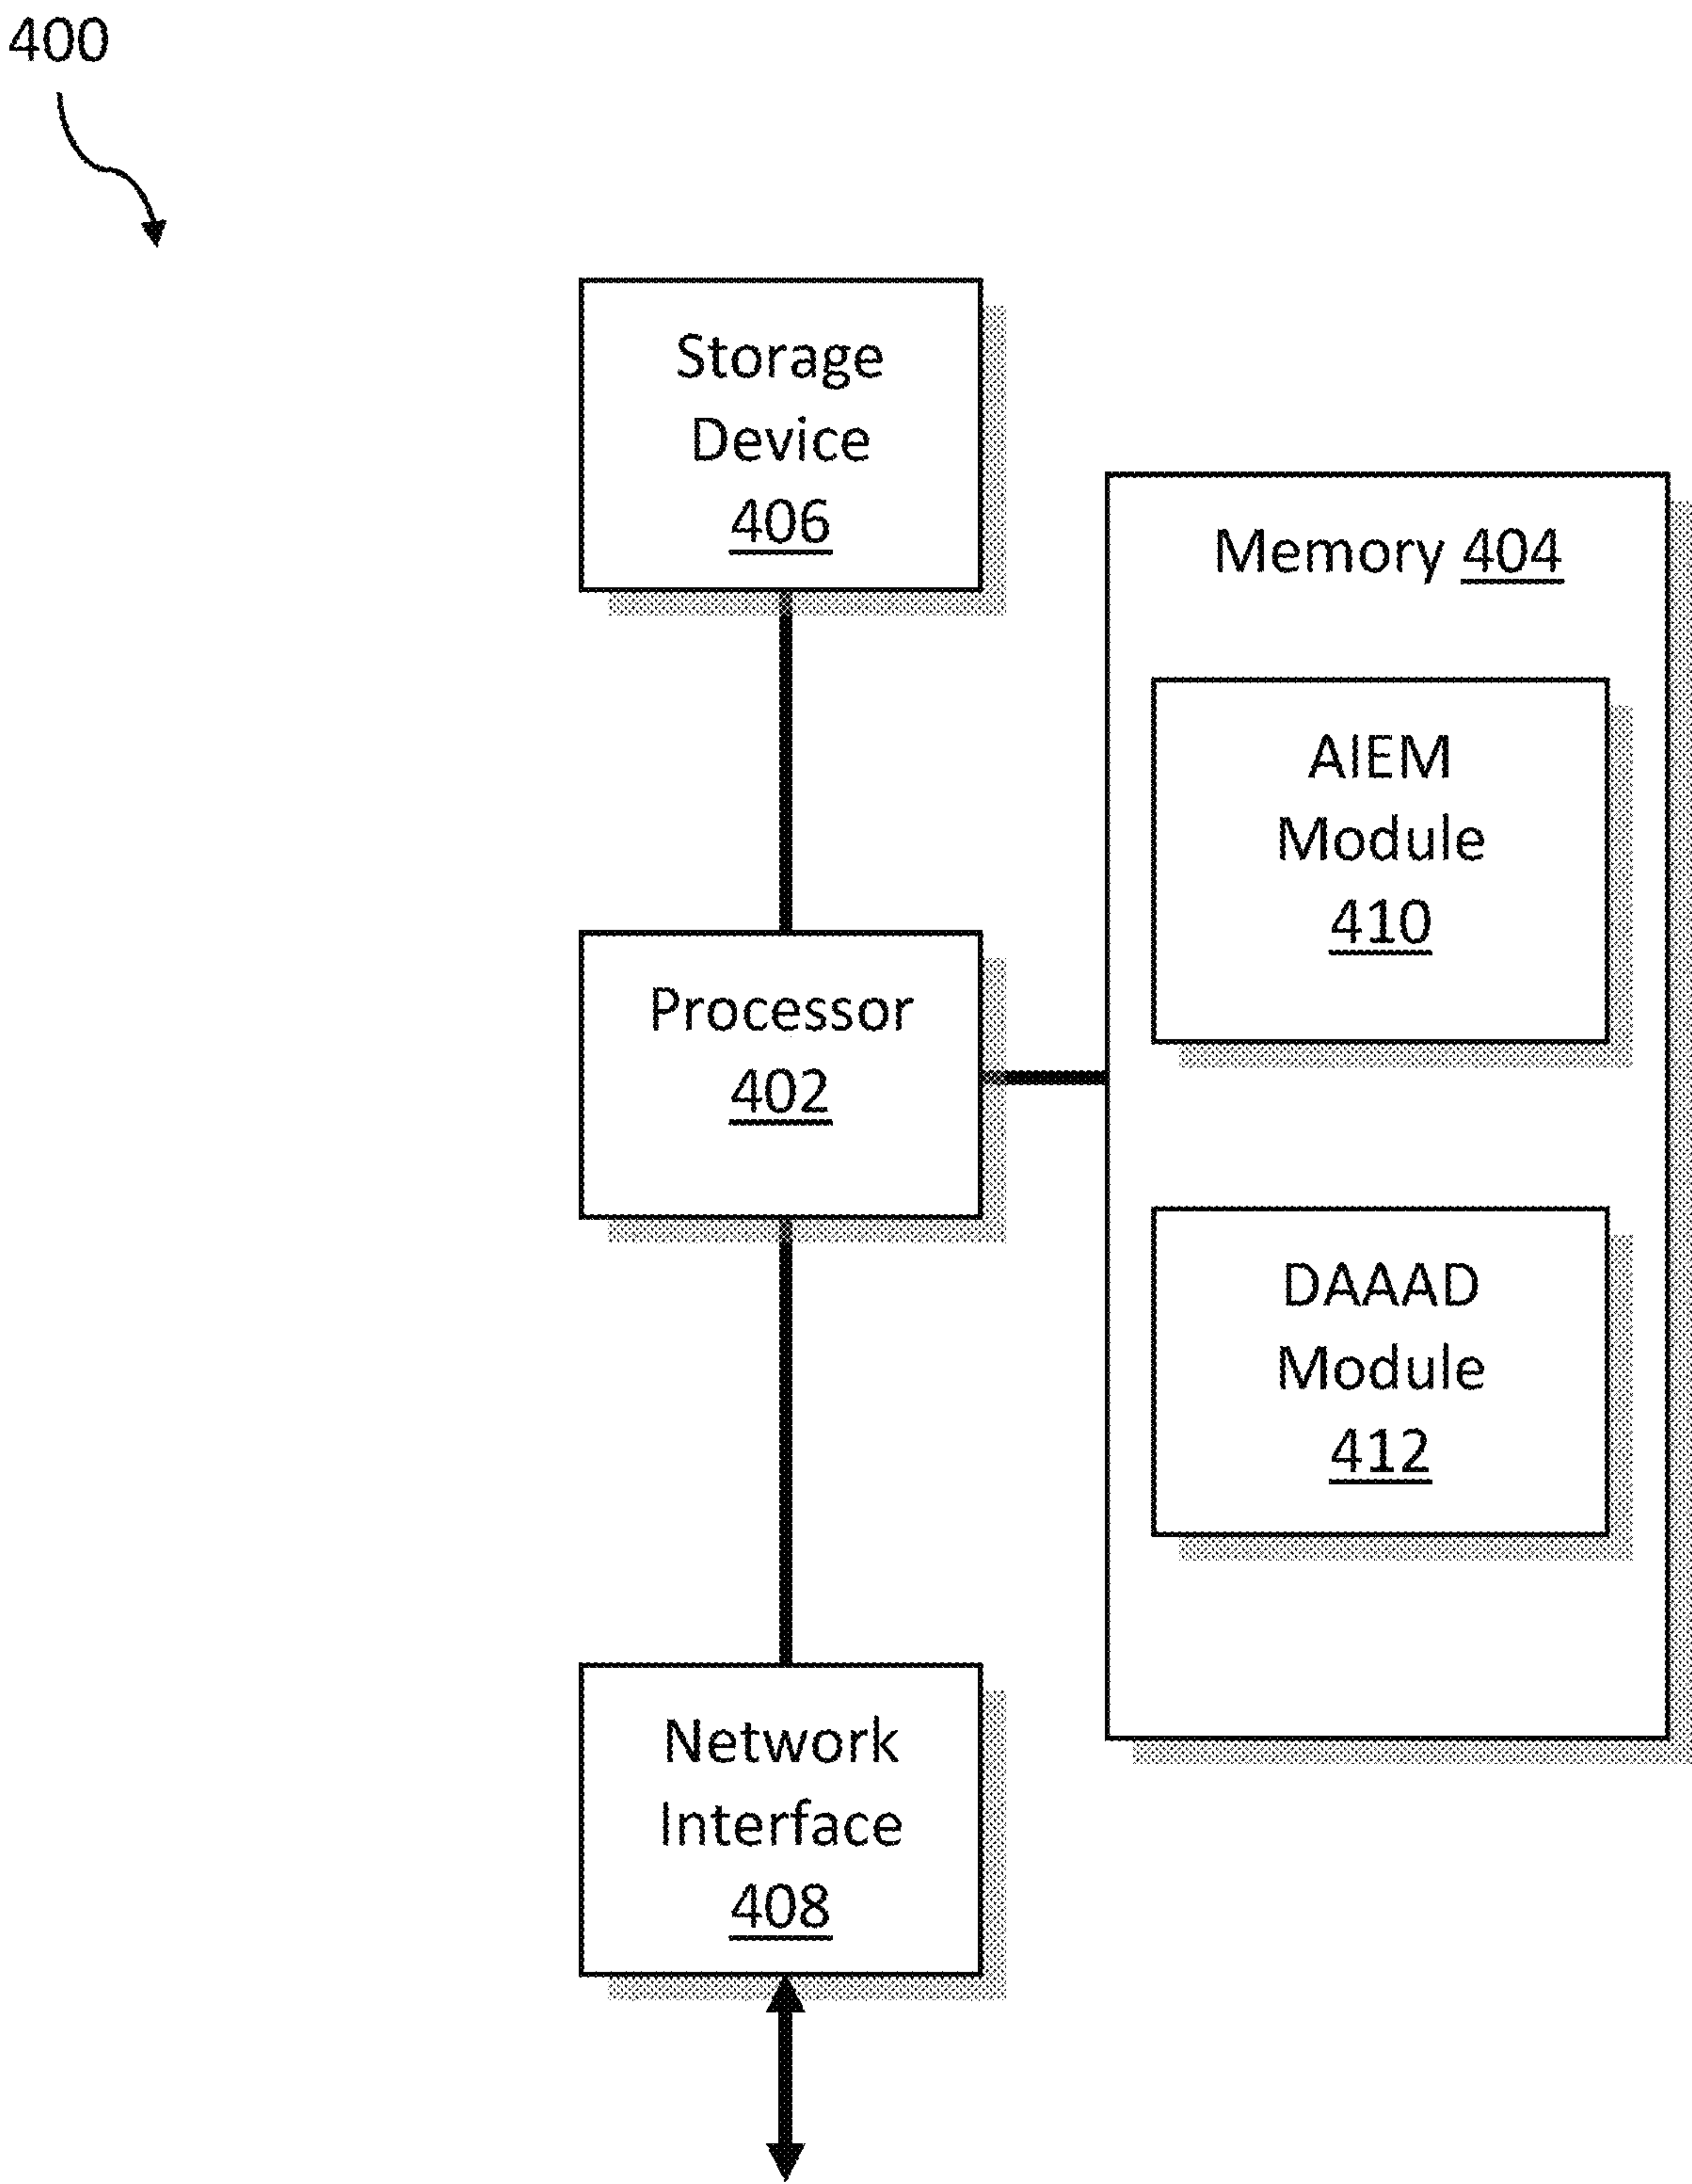 400
Storage
Device
406
Memory 404
AIEM
Module
410
Processor
402
DAAAD
Module
412
Network
Interface
408